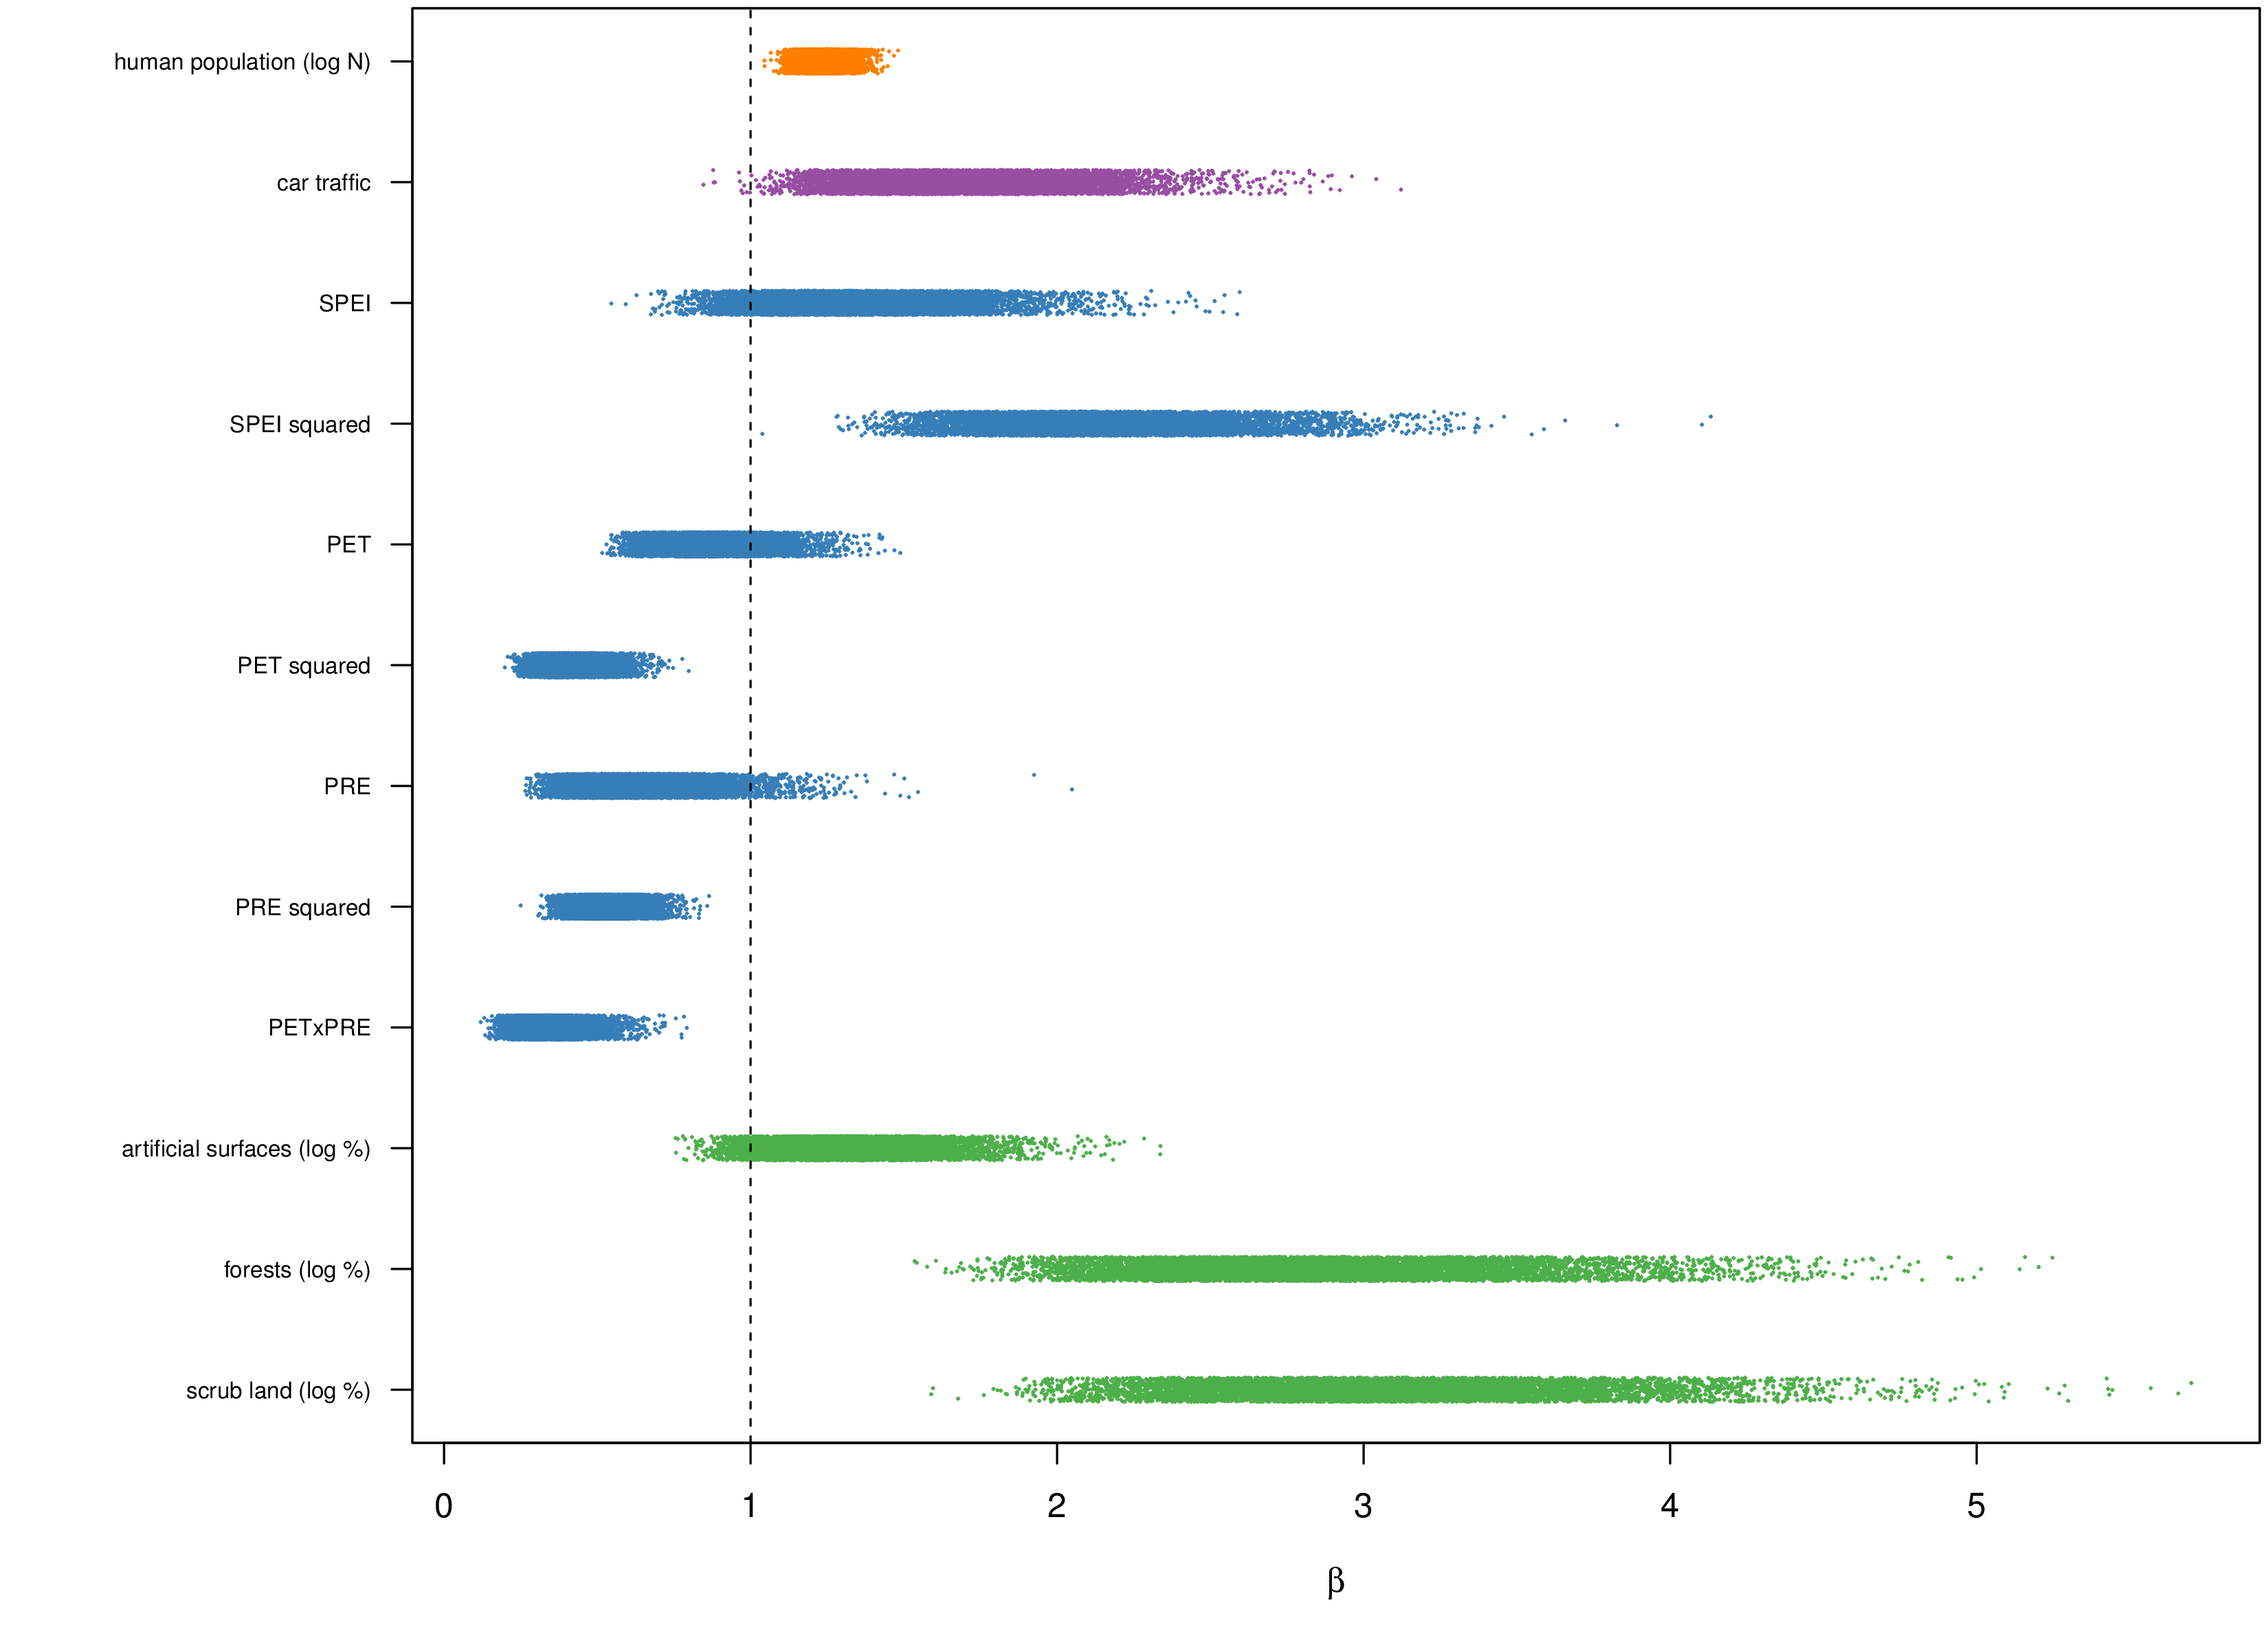 human population (log N)
car traffic
SPEI
SPEI squared
PET
PET squared
PRE
PRE squared
PETxPRE
artificial surfaces (log %)
forests (log %)
scrub land (log %)
0 1 2 3 4 5
β